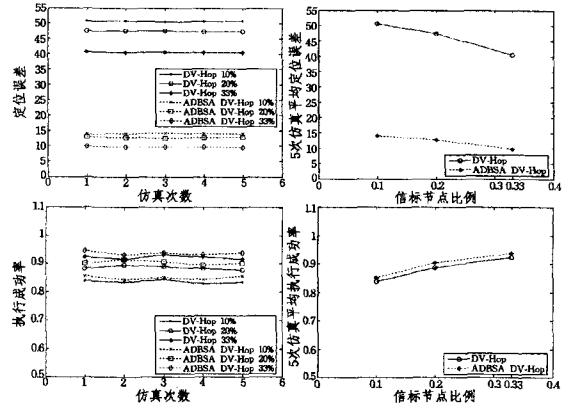 55
50
45
40
35
30
25
20
15
10
5
0
定位误差
DV-Hop 10%
DV-Hop 20%
DV-Hop 33%
ADBSA DV-Hop 10%
ADBSA DV-Hop 20%
ADBSA DV-Hop 33%
0 1 2 3 4 5 6
仿真次数
55
50
45
40
35
30
25
20
15
10
5
0
5次仿真平均定位误差
DV-Hop
ADBSA DV-Hop
0 0.1 0.2 0.3 0.33 0.4
信标节点比例
1.1
1
0.9
0.8
0.7
0.6
0.5
执行成功率
DV-Hop 10%
DV-Hop 20%
DV-Hop 33%
ADBSA DV-Hop 10%
ADBSA DV-Hop 20%
ADBSA DV-Hop 33%
0 1 2 3 4 5 6
仿真次数
1.1
1
0.9
0.8
0.7
0.6
0.5
5次仿真平均执行成功率
DV-Hop
ADBSA DV-Hop
0 0.1 0.2 0.3 0.33 0.4
信标节点比例